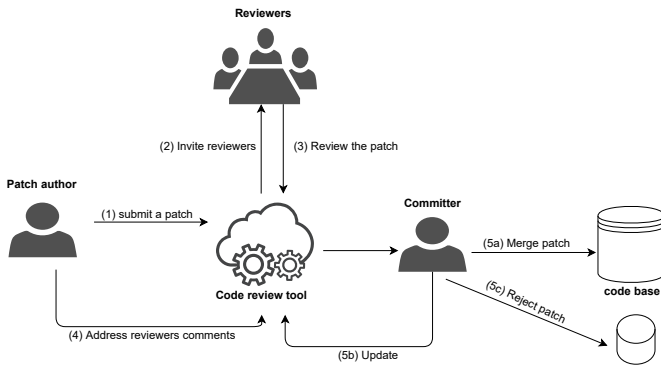 Reviewers
(2) Invite reviewers
(3) Review the patch
Patch author
(1) submit a patch
Committer
(5a) Merge patch
Code review tool
code base
(5c) Reject patch
(4) Address reviewers comments
(5b) Update